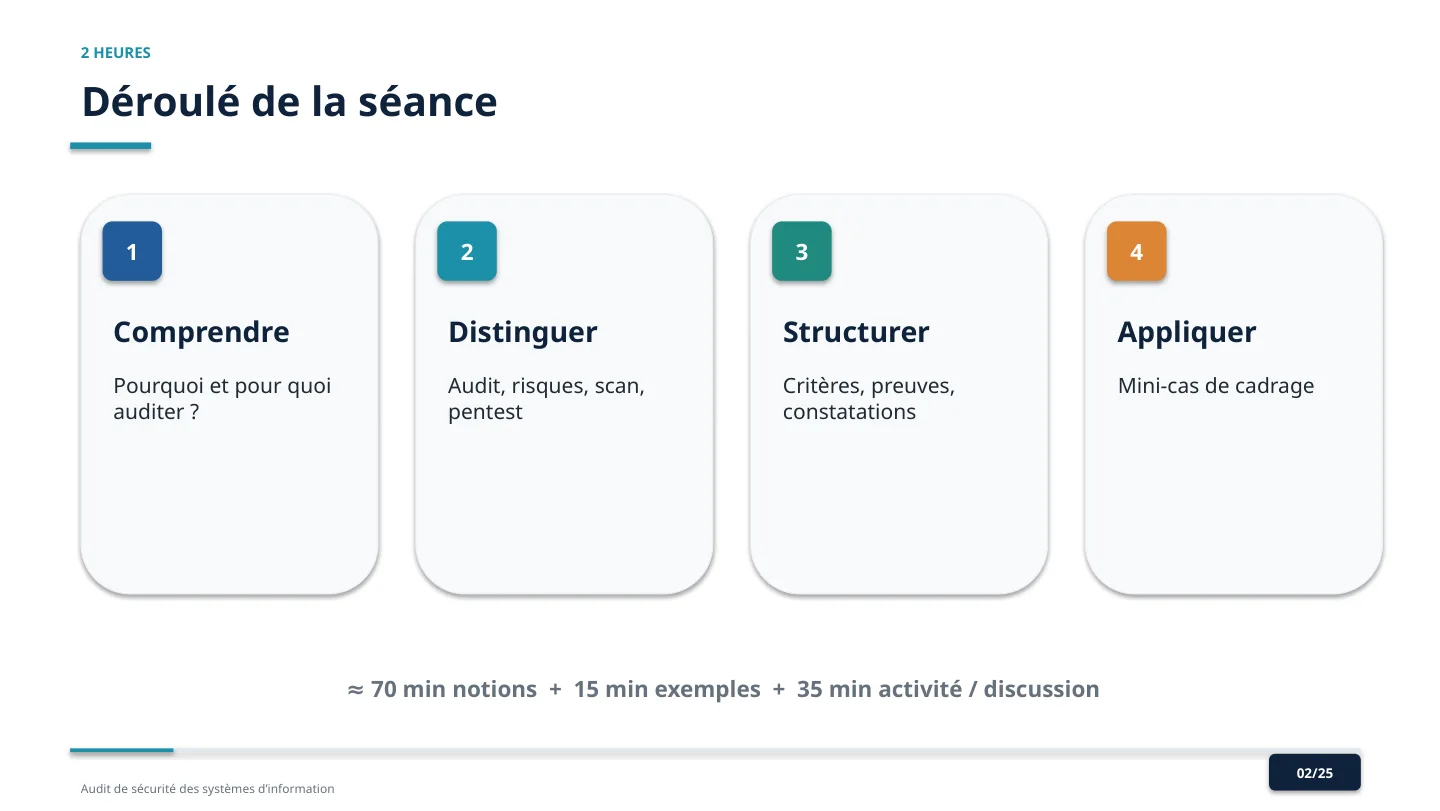 2 HEURES
Déroulé de la séance
1
Comprendre
Pourquoi et pour quoi
auditer ?
2
Distinguer
Audit, risques, scan,
pentest
3
Structurer
Critères, preuves,
constatations
4
Appliquer
Mini-cas de cadrage
≈ 70 min notions + 15 min exemples + 35 min activité / discussion
Audit de sécurité des systèmes d’information
02/25